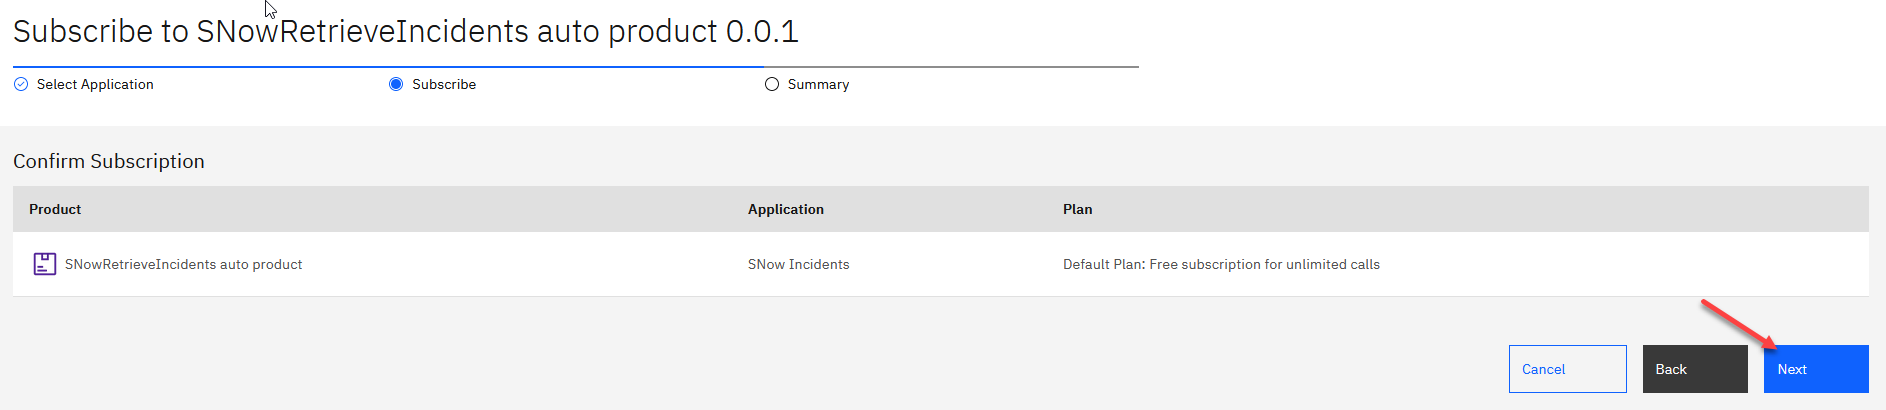 Subscribe to SNowRetrieveIncidents auto product 0.0.1
Select Application Subscribe Summary
Confirm Subscription
Product Application Plan
SNowRetrieveIncidents auto product SNow Incidents Default Plan: Free subscription for unlimited calls
Cancel Back Next